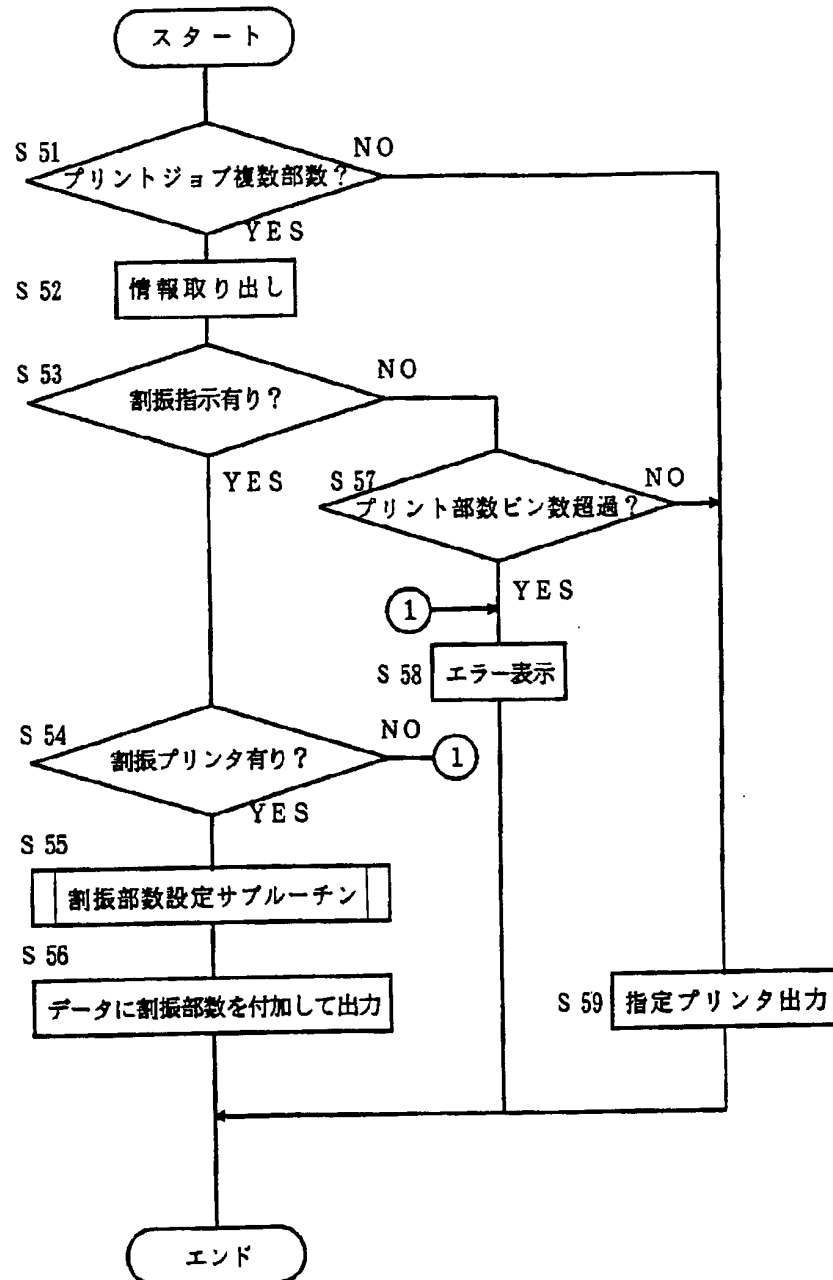 スタート
S 51
プリントジョブ複数部数？
NO
YES
S 52
情報取り出し
S 53
割振指示有り？
NO
YES
S 57
プリント部数ビン数超過？
NO
YES
①
S 58
エラー表示
S 54
割振プリンタ有り？
NO
①
YES
S 55
割振部数設定サブルーチン
S 56
データに割振部数を付加して出力
S 59
指定プリンタ出力
エンド